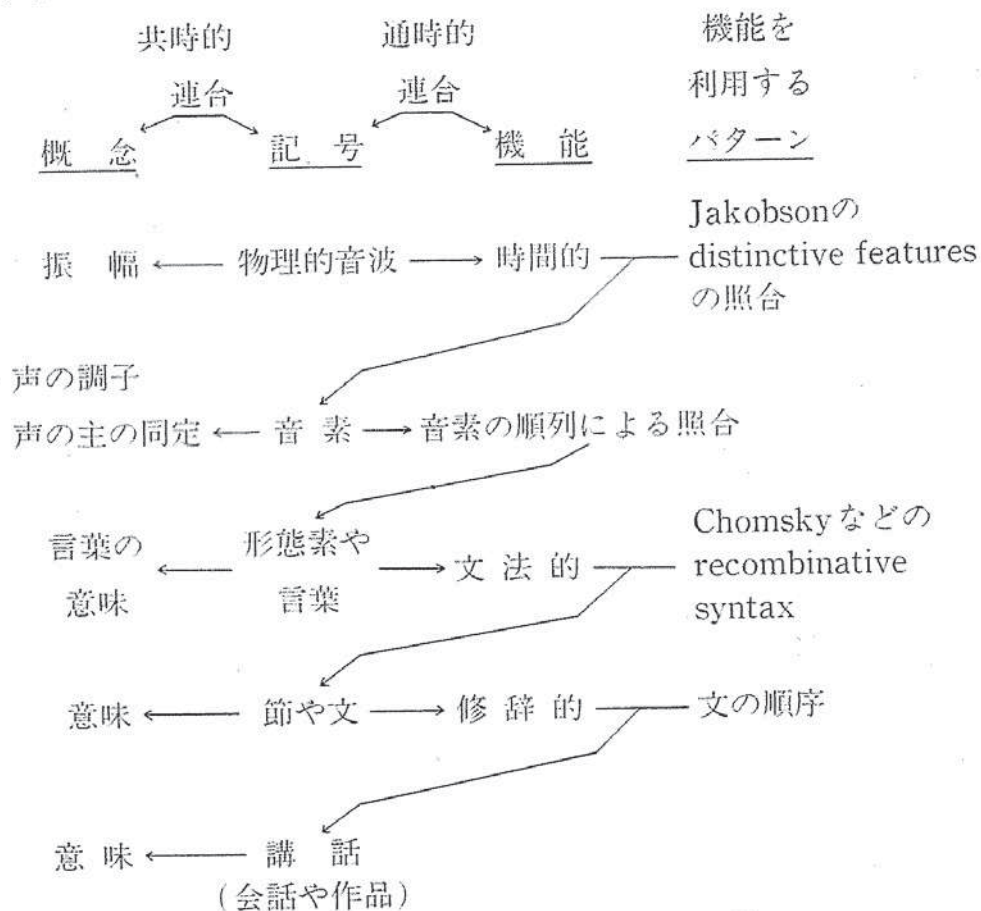 共時的 通時的 機能を
連合 連合 利用する
概念 記号 機能 パターン
Jakobsonの
振幅 物理的音波 時間的 distinctive features
の照合
声の調子
声の主の同定 音素 音素の順列による照合
言葉の 形態素や Chomskyなどの
意味 言葉 文法的 recombinative
syntax
意味 節や文 修辞的 文の順序
意味 講話
(会話や作品)